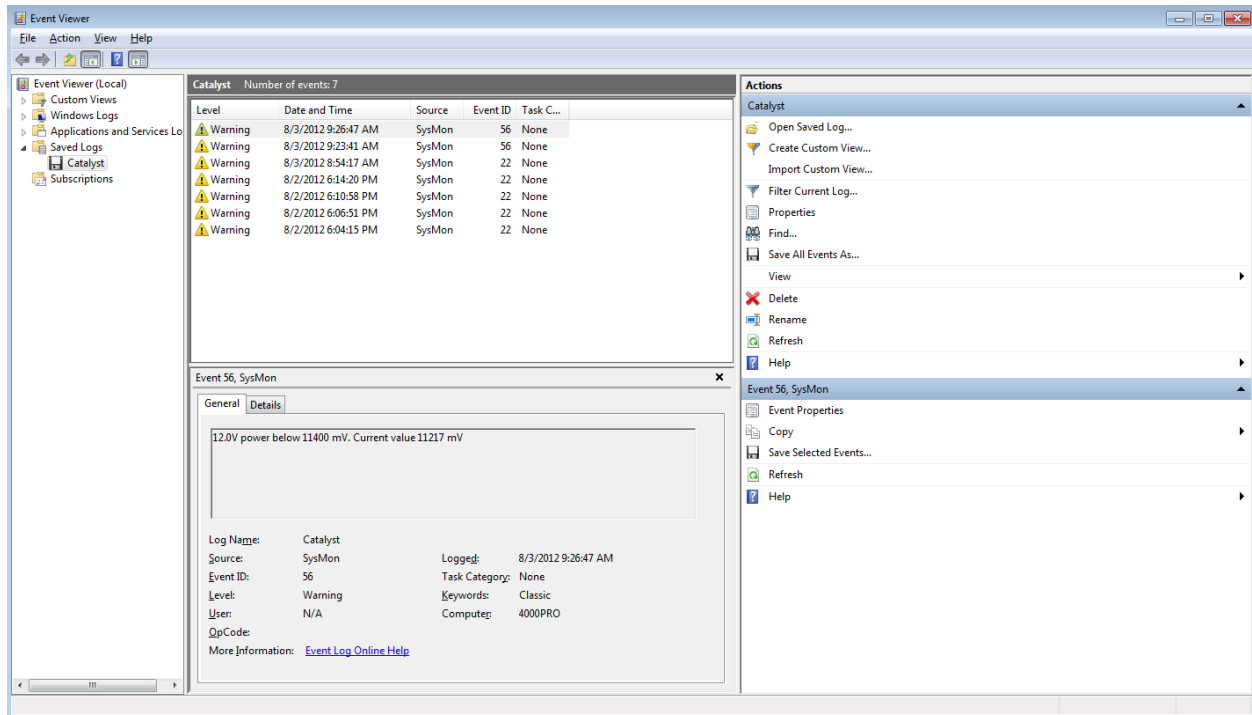 Event Viewer
File Action View Help
Event Viewer (Local)
Custom Views
Windows Logs
Applications and Services Lo
Saved Logs
Catalyst
Subscriptions
Catalyst Number of events: 7
Level Date and Time Source Event ID Task C...
Warning 8/3/2012 9:26:47 AM SysMon 56 None
Warning 8/3/2012 9:23:41 AM SysMon 56 None
Warning 8/3/2012 8:54:17 AM SysMon 22 None
Warning 8/2/2012 6:14:20 PM SysMon 22 None
Warning 8/2/2012 6:10:58 PM SysMon 22 None
Warning 8/2/2012 6:06:51 PM SysMon 22 None
Warning 8/2/2012 6:04:15 PM SysMon 22 None
Event 56, SysMon
General Details
12.0V power below 11400 mV. Current value 11217 mV
Log Name: Catalyst
Source: SysMon Logged: 8/3/2012 9:26:47 AM
Event ID: 56 Task Category: None
Level: Warning Keywords: Classic
User: N/A Computer: 4000PRO
OpCode:
More Information: Event Log Online Help
Actions
Catalyst
Open Saved Log...
Create Custom View...
Import Custom View...
Filter Current Log...
Properties
Find...
Save All Events As...
View
Delete
Rename
Refresh
Help
Event 56, SysMon
Event Properties
Copy
Save Selected Events...
Refresh
Help